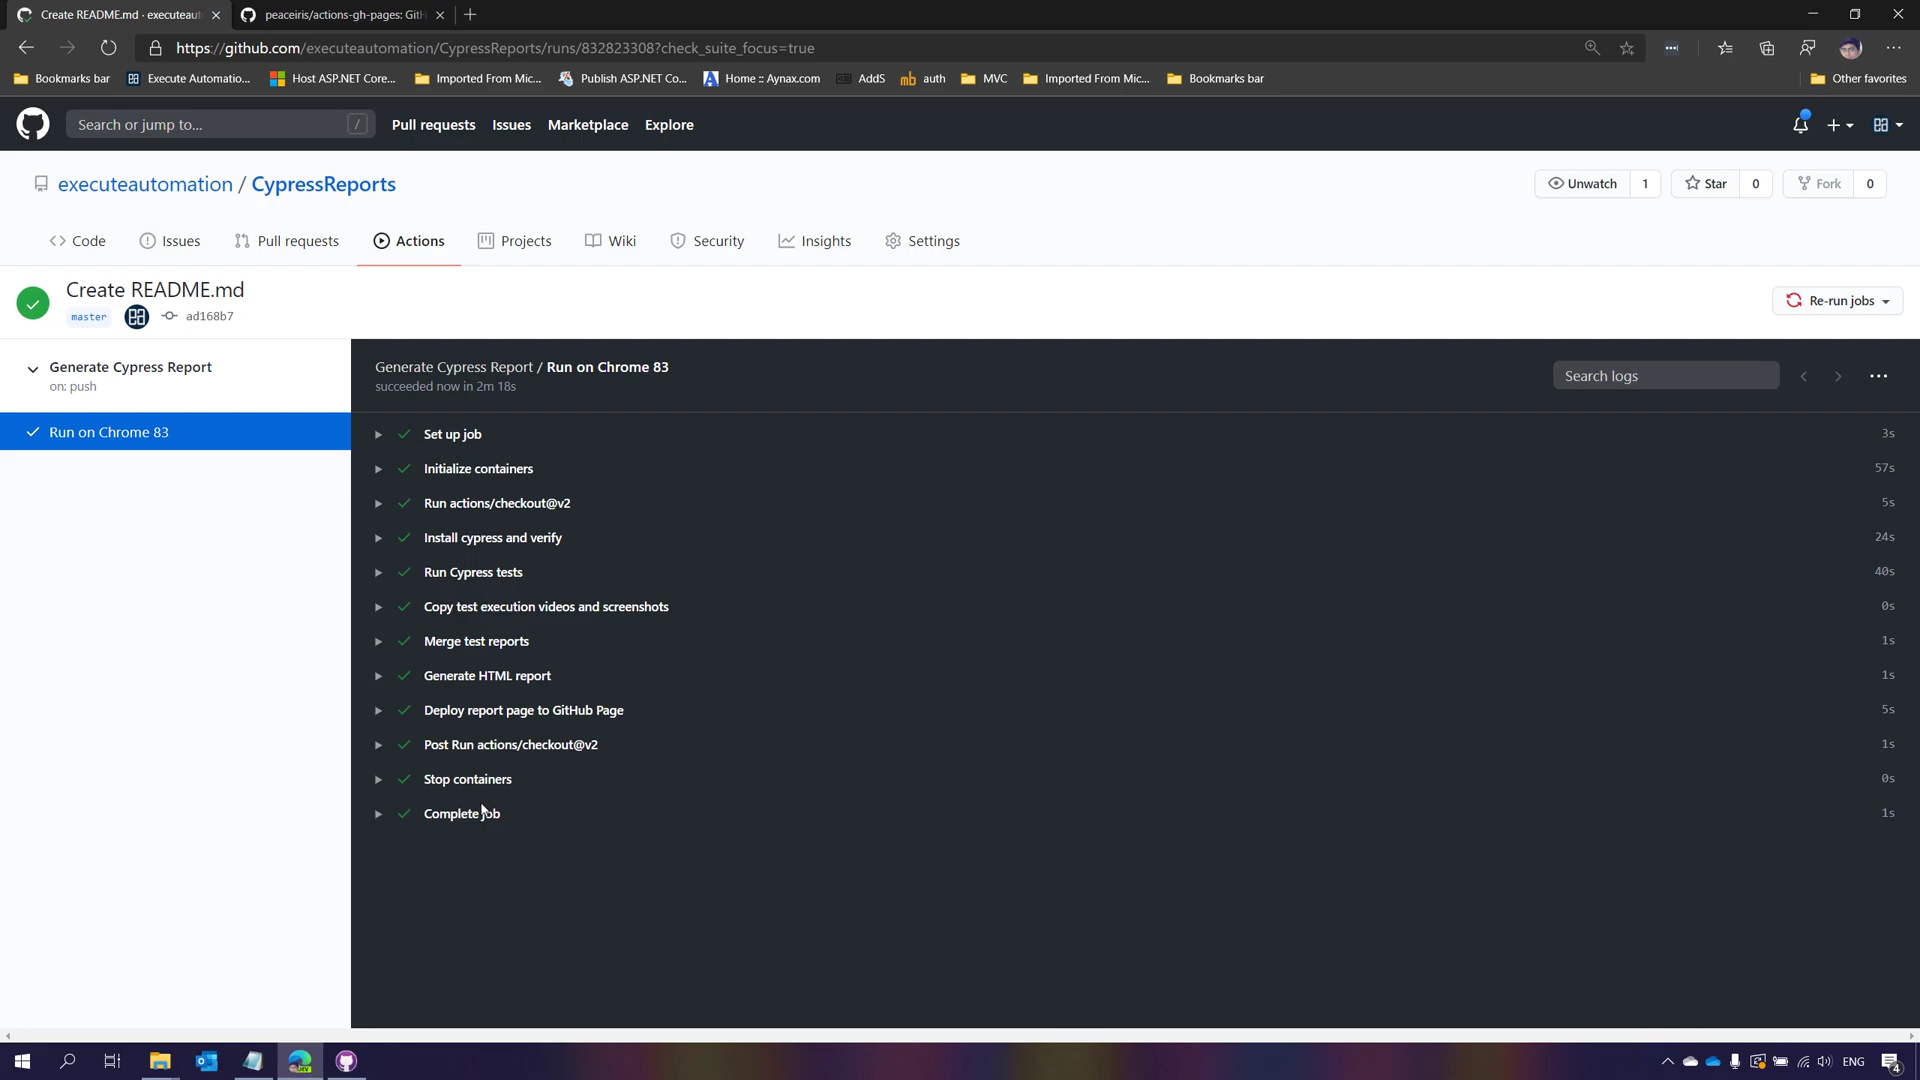 Create README.md · executeaut
peaceiris/actions-gh-pages: GitH
https://github.com/executeautomation/CypressReports/runs/832823308?check_suite_focus=true
Bookmarks bar
Execute Automatio...
Host ASP.NET Core...
Imported From Mic...
Publish ASP.NET Co...
Home :: Aynax.com
AddS
auth
MVC
Imported From Mic...
Bookmarks bar
Other favorites
Search or jump to...
/
Pull requests
Issues
Marketplace
Explore
executeautomation / CypressReports
Unwatch 1
Star 0
Fork 0
Code
Issues
Pull requests
Actions
Projects
Wiki
Security
Insights
Settings
Create README.md
master
ad168b7
Re-run jobs
Generate Cypress Report
on: push
Run on Chrome 83
Generate Cypress Report / Run on Chrome 83
succeeded now in 2m 18s
Search logs
Set up job 3s
Initialize containers 57s
Run actions/checkout@v2 5s
Install cypress and verify 24s
Run Cypress tests 40s
Copy test execution videos and screenshots 0s
Merge test reports 1s
Generate HTML report 1s
Deploy report page to GitHub Page 5s
Post Run actions/checkout@v2 1s
Stop containers 0s
Complete job 1s
ENG
4